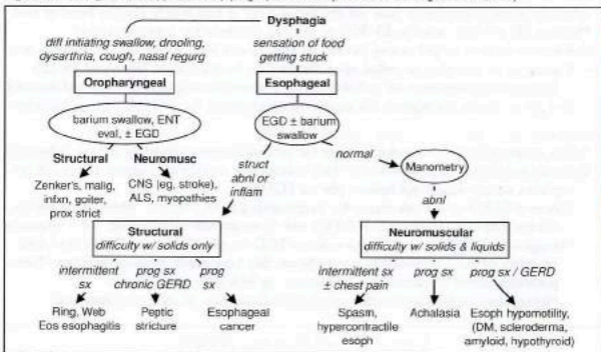 Dysphagia
diff initiating swallow, drooling,
dysarthria, cough, nasal regurg
sensation of food
getting stuck
Oropharyngeal
Esophageal
barium swallow, ENT
eval, ± EGD
EGD ± barium
swallow
Structural
Neuromusc
struct
abnl or
inflam
normal
Manometry
Zenker's, malig,
infxn, goiter,
prox strict
CNS (eg, stroke),
ALS, myopathies
abnl
Structural
difficulty w/ solids only
Neuromuscular
difficulty w/ solids & liquids
intermittent
sx
prog sx
chronic GERD
prog
sx
intermittent sx
± chest pain
prog sx
prog sx / GERD
Ring, Web
Eos esophagitis
Peptic
stricture
Esophageal
cancer
Spasm,
hypercontractile
esoph
Achalasia
Esoph hypomotility,
(DM, scleroderma,
amyloid, hypothyroid)